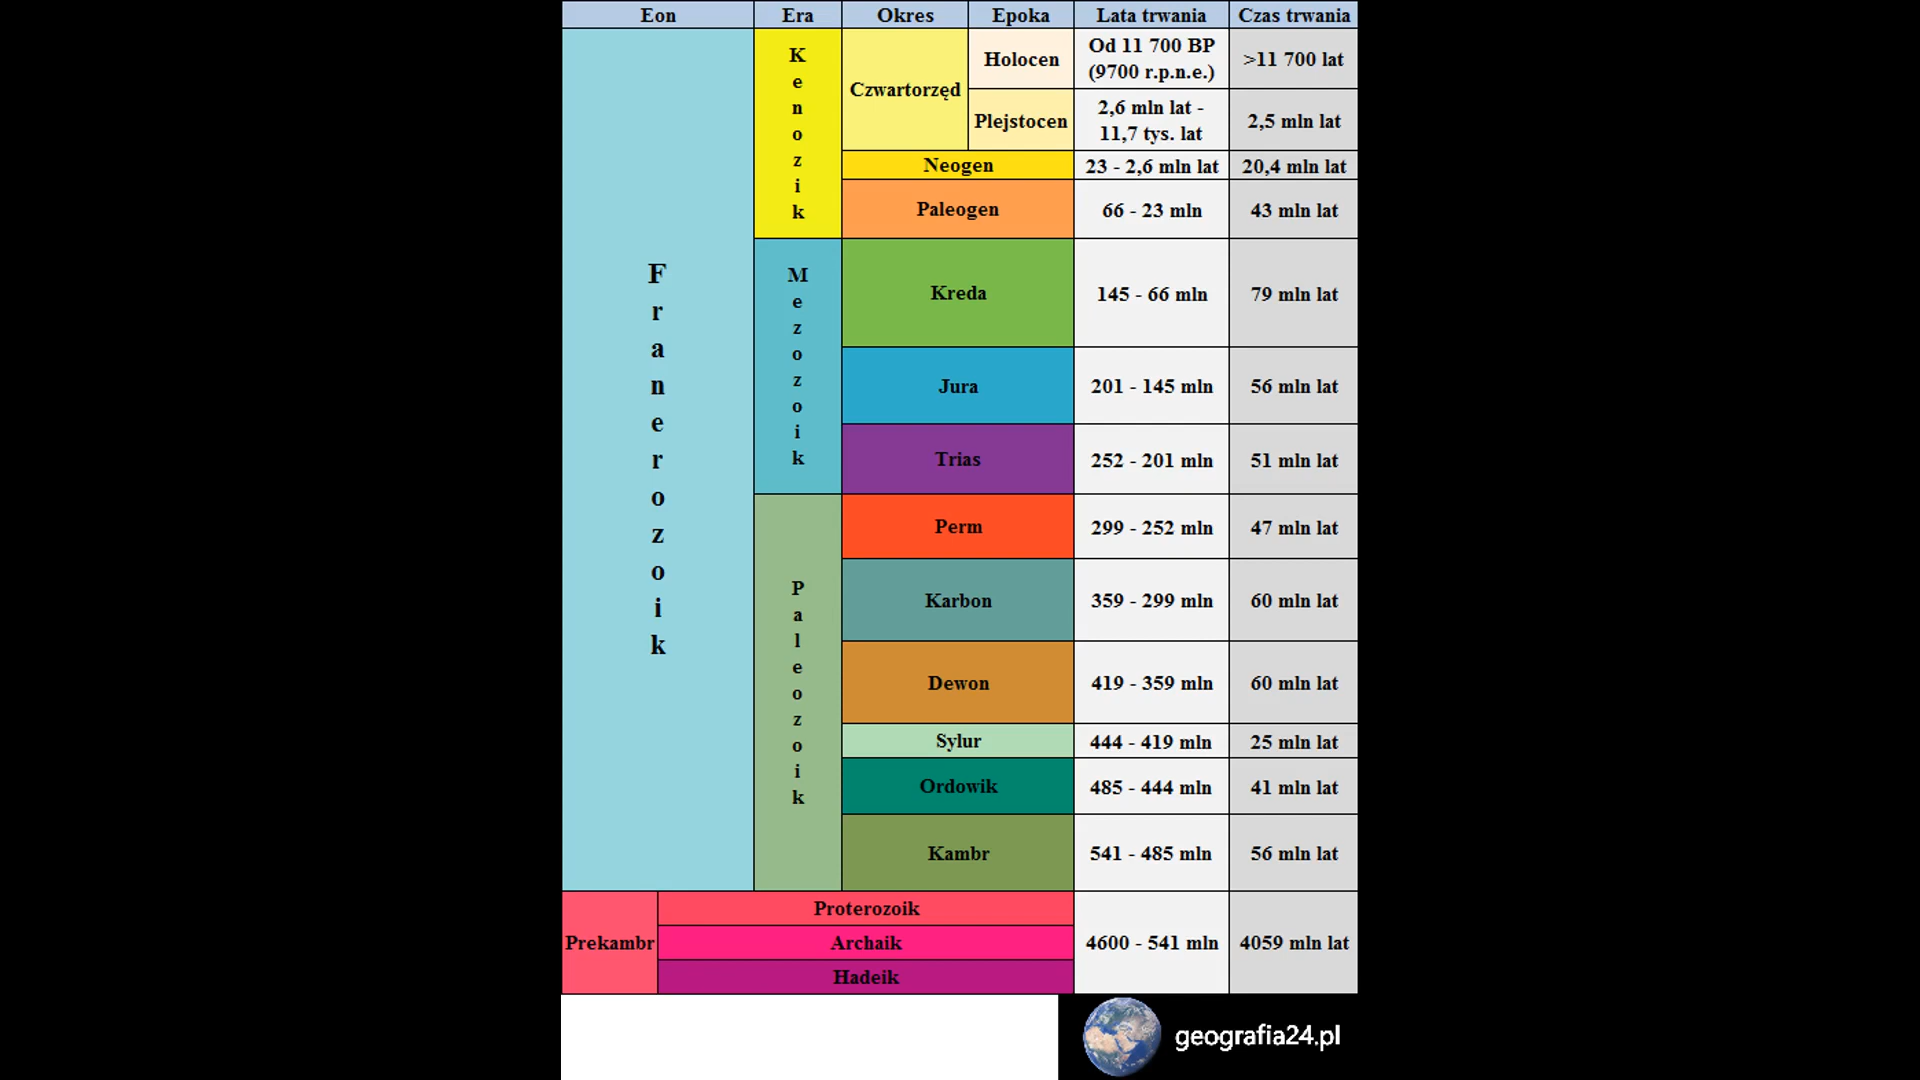 Eon Era Okres Epoka Lata trwania Czas trwania
Fanerozoik
Kenozik
Czwartorzęd
Holocen
Od 11 700 BP
(9700 r.p.n.e.)
>11 700 lat
Plejstocen
2,6 mln lat -
11,7 tys. lat
2,5 mln lat
Neogen 23 - 2,6 mln lat 20,4 mln lat
Paleogen 66 - 23 mln 43 mln lat
Mezozoik
Kreda 145 - 66 mln 79 mln lat
Jura 201 - 145 mln 56 mln lat
Trias 252 - 201 mln 51 mln lat
Paleozoik
Perm 299 - 252 mln 47 mln lat
Karbon 359 - 299 mln 60 mln lat
Dewon 419 - 359 mln 60 mln lat
Sylur 444 - 419 mln 25 mln lat
Ordowik 485 - 444 mln 41 mln lat
Kambr 541 - 485 mln 56 mln lat
Prekambr
Proterozoik
Archaik
Hadeik
4600 - 541 mln 4059 mln lat
geografia24.pl